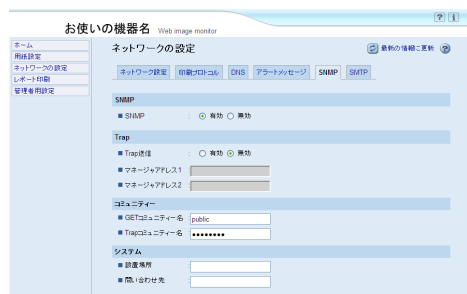 お使いの機器名 Web image monitor
? i
ホーム
用紙設定
ネットワークの設定
レポート印刷
管理者用設定
ネットワークの設定
最新の情報に更新 ?
ネットワーク設定 印刷プロトコル DNS アラートメッセージ SNMP SMTP
SNMP
SNMP : 有効 無効
Trap
Trap送信 : 有効 無効
マネージャアドレス1
マネージャアドレス2
コミュニティー
GETコミュニティー名 public
Trapコミュニティー名 ●●●●●●●●
システム
設置場所
問い合わせ先